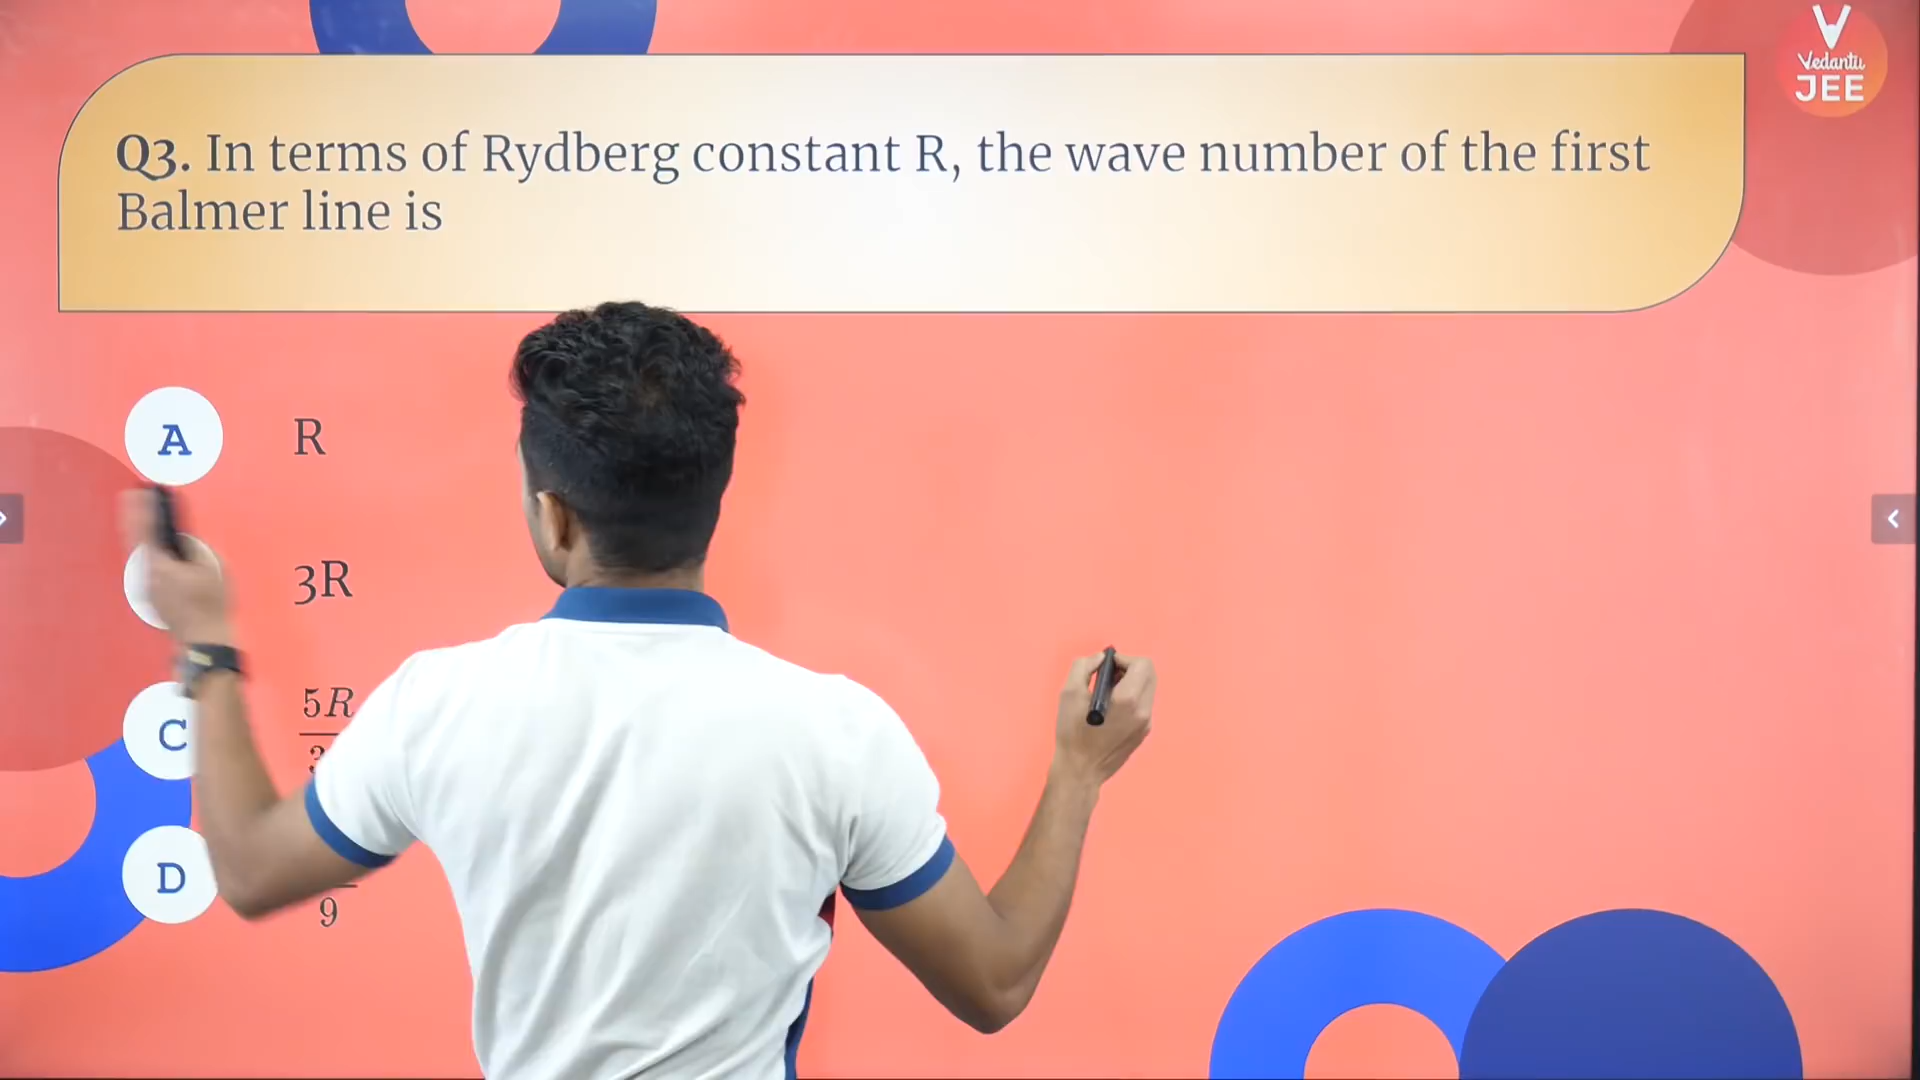 Vedantu
JEE
Q3. In terms of Rydberg constant R, the wave number of the first
Balmer line is
A R
3R
C 5R
3
D
9